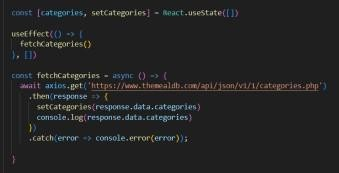 const [categories, setCategories] = React.useState([])
useEffect(() => {
fetchCategories()
}, [])
const fetchCategories = async () => {
await axios.get('https://www.themealdb.com/api/json/v1/1/categories.php')
.then(response => {
setCategories(response.data.categories)
console.log(response.data.categories)
})
.catch(error => console.error(error));
}